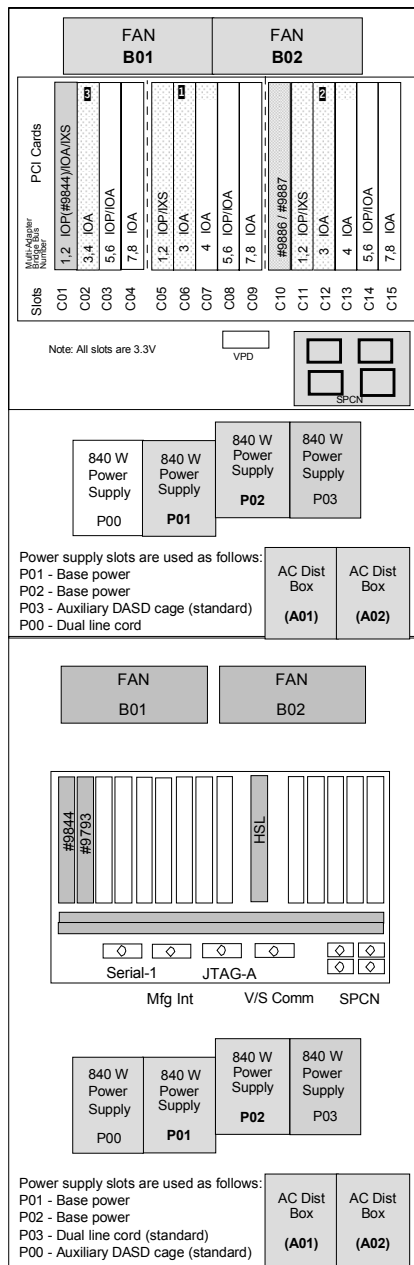 FAN
B01
FAN
B02
PCI Cards
Multi-Adapter
Bridge Bus
Number
Slots
1,2 IOP(#9844)/IOA/IXS
3,4 IOA
3
5,6 IOP/IOA
7,8 IOA
1,2 IOP/IXS
3 IOA
1
4 IOA
5,6 IOP/IOA
7,8 IOA
#9886 / #9887
1,2 IOP/IXS
3 IOA
2
4 IOA
5,6 IOP/IOA
7,8 IOA
C01
C02
C03
C04
C05
C06
C07
C08
C09
C10
C11
C12
C13
C14
C15
Note: All slots are 3.3V
VPD
SPCN
840 W
Power
Supply
P00
840 W
Power
Supply
P01
840 W
Power
Supply
P02
840 W
Power
Supply
P03
Power supply slots are used as follows:
P01 - Base power
P02 - Base power
P03 - Auxiliary DASD cage (standard)
P00 - Dual line cord
AC Dist
Box
(A01)
AC Dist
Box
(A02)
FAN
B01
FAN
B02
#9844
#9793
HSL
Serial-1
JTAG-A
Mfg Int
V/S Comm
SPCN
840 W
Power
Supply
P00
840 W
Power
Supply
P01
840 W
Power
Supply
P02
840 W
Power
Supply
P03
Power supply slots are used as follows:
P01 - Base power
P02 - Base power
P03 - Dual line cord (standard)
P00 - Auxiliary DASD cage (standard)
AC Dist
Box
(A01)
AC Dist
Box
(A02)